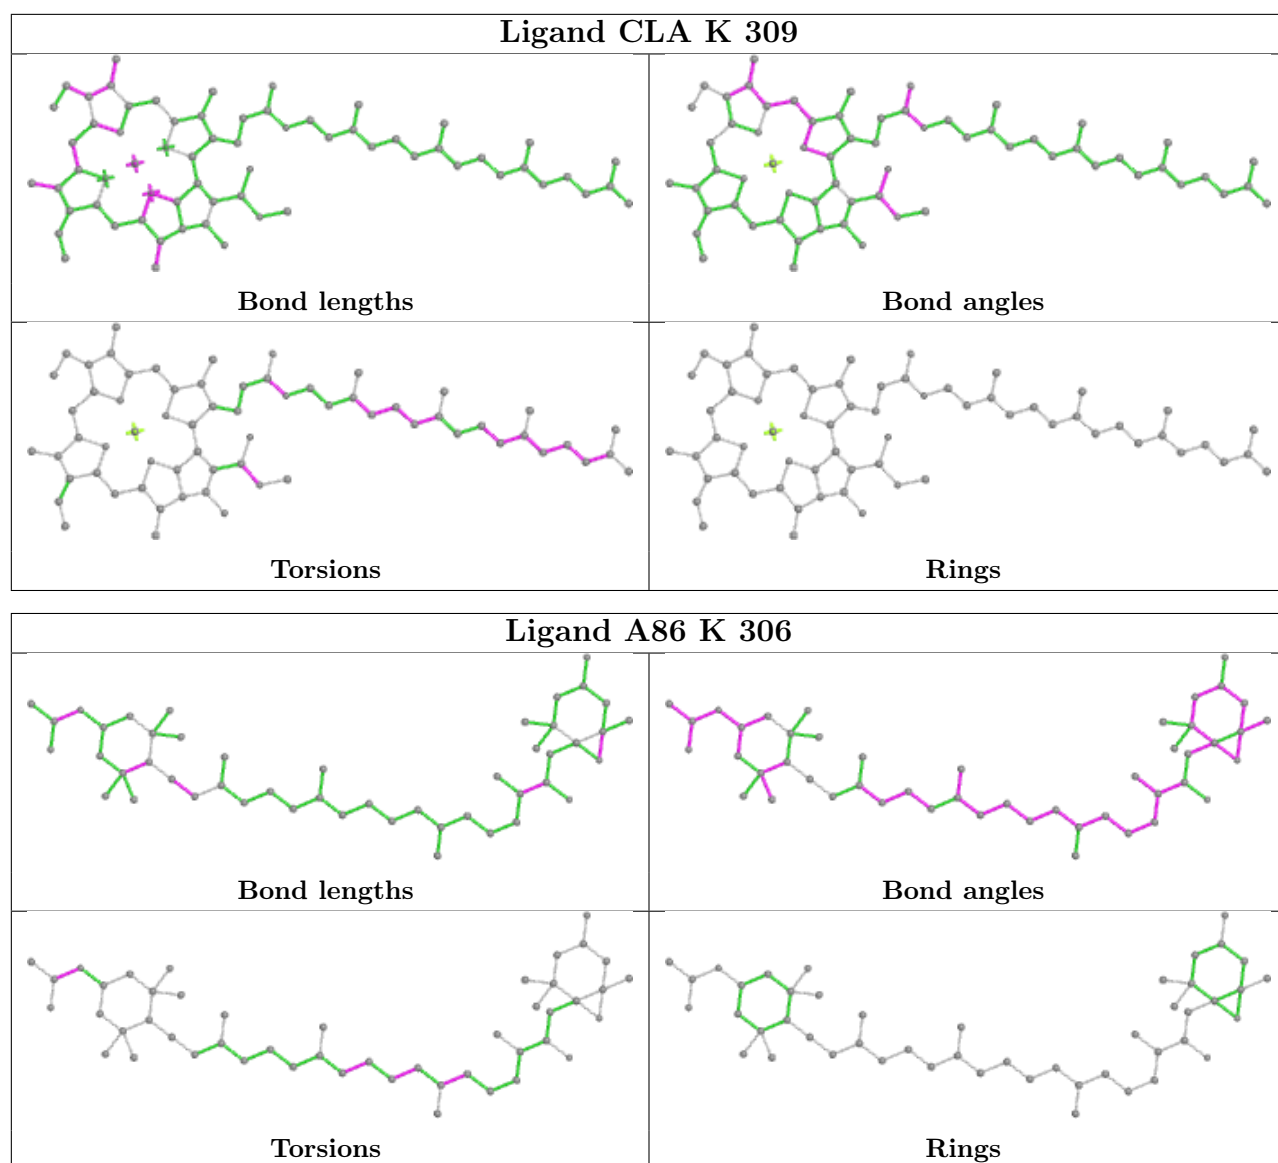 Ligand CLA K 309
Bond lengths
Bond angles
Torsions
Rings
Ligand A86 K 306
Bond lengths
Bond angles
Torsions
Rings